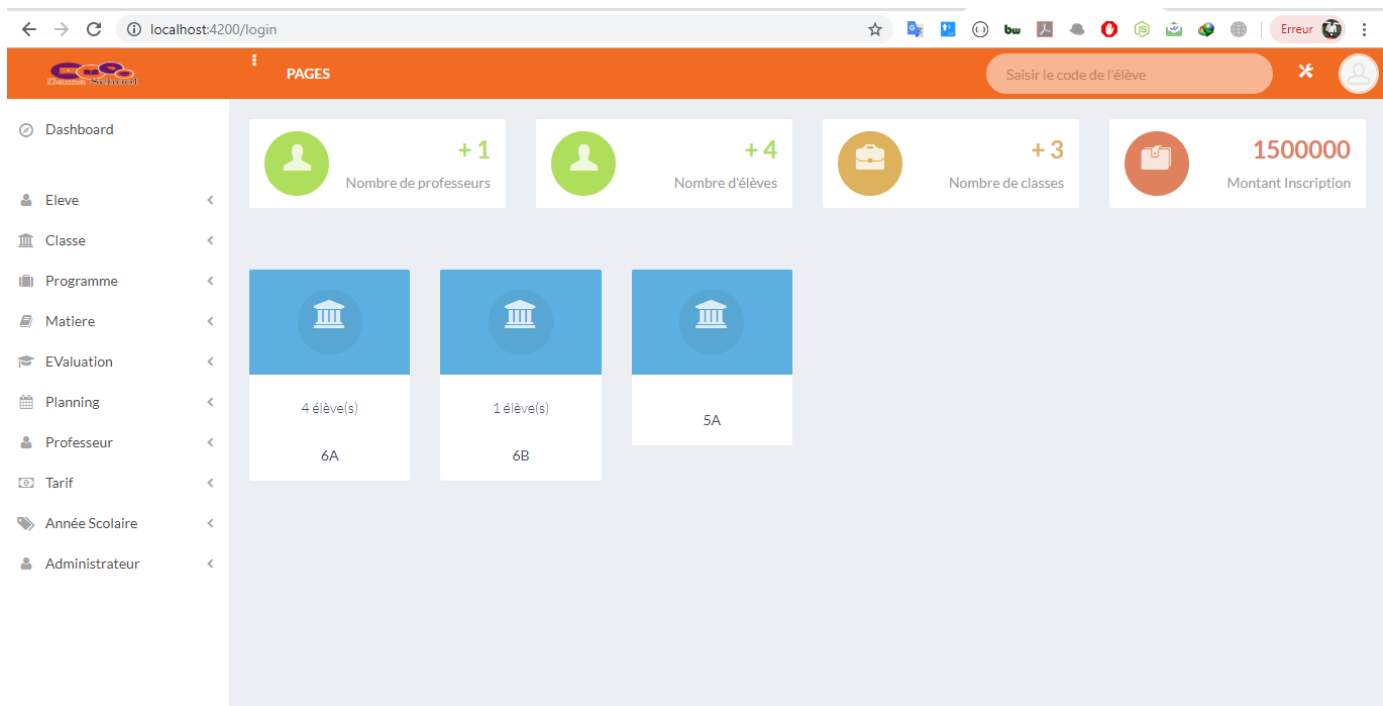 localhost:4200/login
Erreur
School
PAGES
Saisir le code de l'élève
Dashboard
Eleve
Classe
Programme
Matiere
EValuation
Planning
Professeur
Tarif
Année Scolaire
Administrateur
+ 1
Nombre de professeurs
+ 4
Nombre d'élèves
+ 3
Nombre de classes
1500000
Montant Inscription
4 élève(s)
6A
1 élève(s)
6B
5A